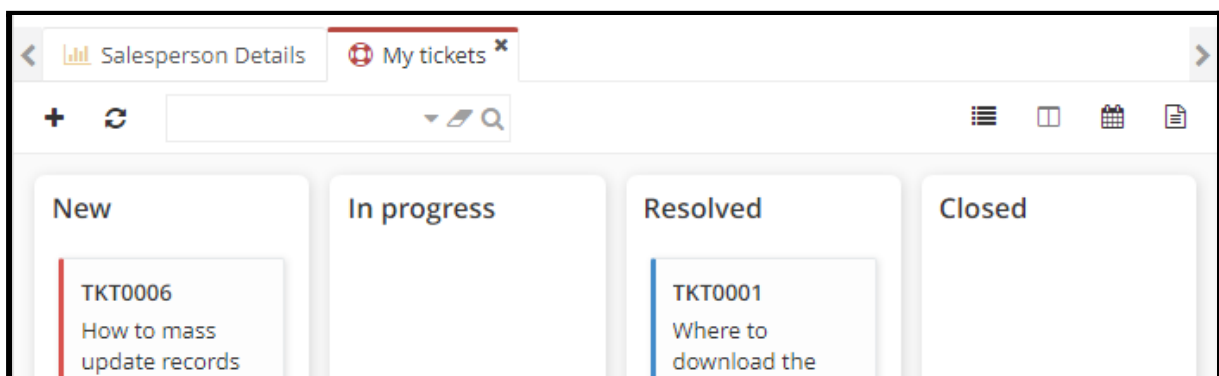 Salesperson Details
My tickets
New
In progress
Resolved
Closed
TKT0006
How to mass
update records
TKT0001
Where to
download the